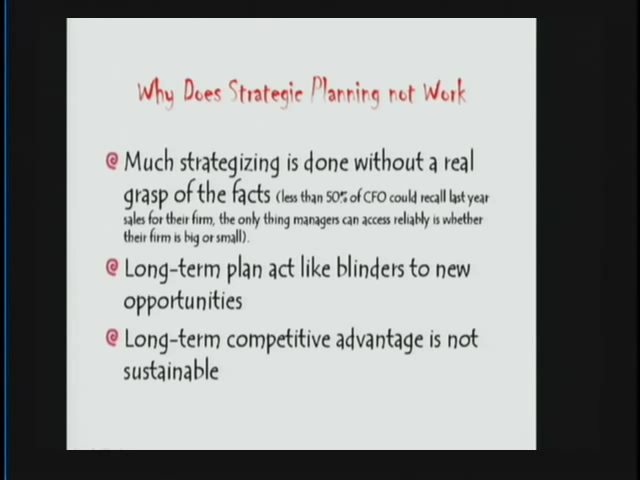 Why Does Strategic Planning not Work
Much strategizing is done without a real
grasp of the facts (less than 50% of CFO could recall last year
sales for their firm, the only thing managers can access reliably is whether
their firm is big or small).
Long-term plan act like blinders to new
opportunities
Long-term competitive advantage is not
sustainable